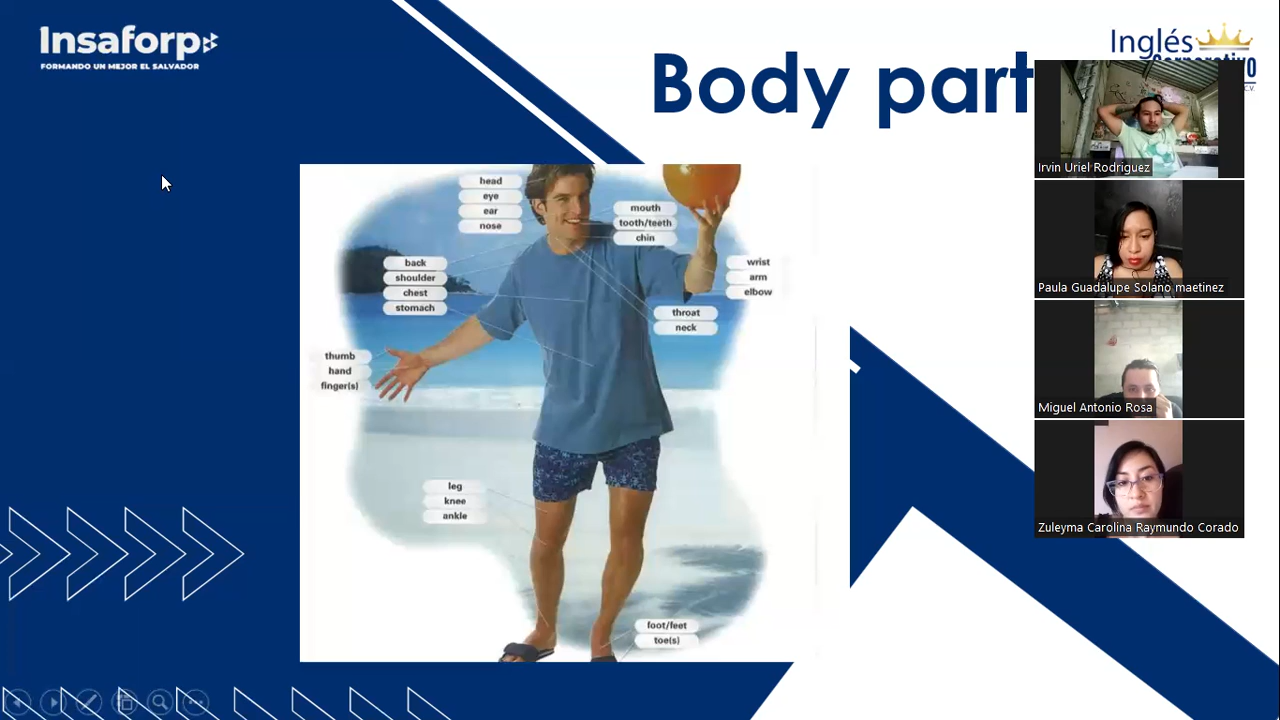 Insaforp
FORMANDO UN MEJOR EL SALVADOR
Body part
Inglés
Irvin Uriel Rodriguez
Paula Guadalupe Solano maetinez
Miguel Antonio Rosa
Zuleyma Carolina Raymundo Corado
head
eye
ear
nose
mouth
tooth/teeth
chin
back
shoulder
chest
stomach
wrist
arm
elbow
throat
neck
thumb
hand
finger(s)
leg
knee
ankle
foot/feet
toe(s)